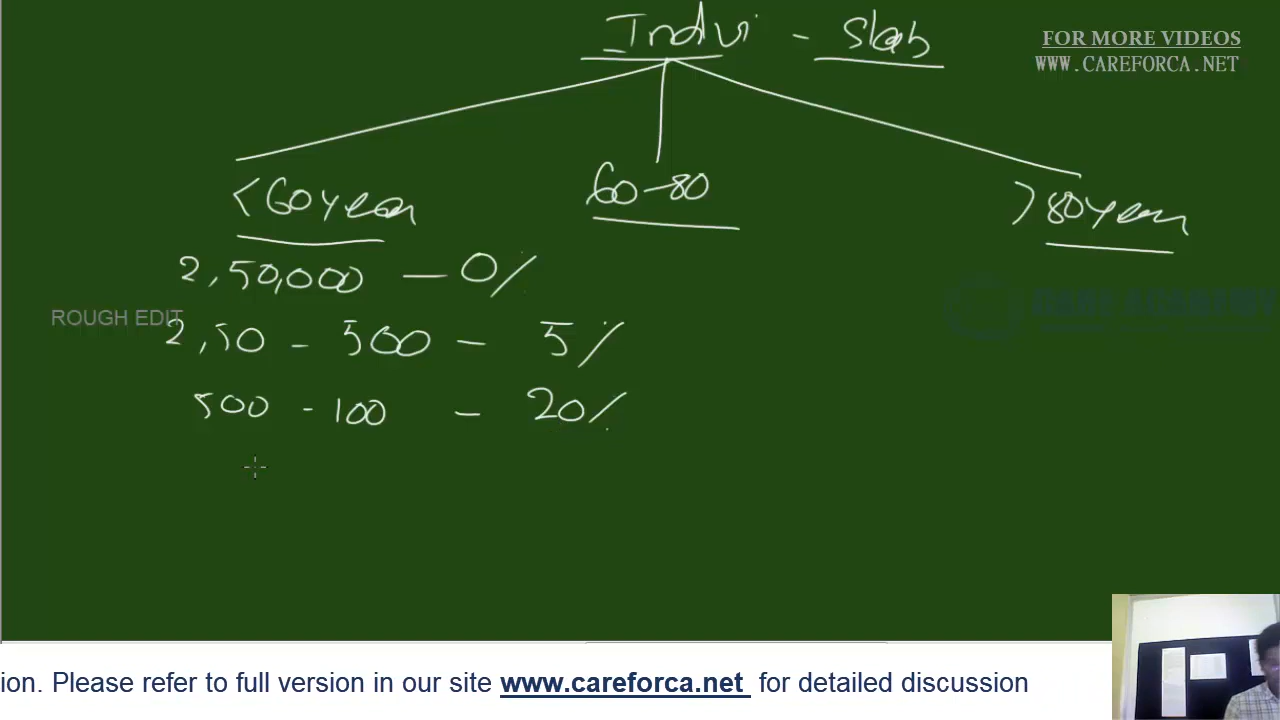 Indvi - Slab
FOR MORE VIDEOS
WWW.CAREFORCA.NET
<60 year
60-80
>80 year
2,50,000 — 0%
ROUGH EDIT
2,50 - 500 - 5%
500 - 100 - 20%
CARE ACADEMY
ion. Please refer to full version in our site www.careforca.net for detailed discussion